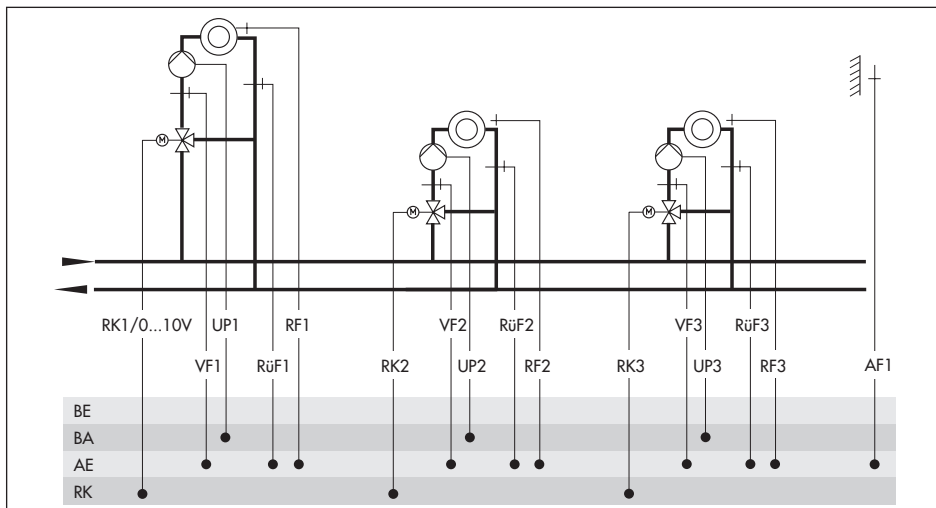 M
M
M
RK1/0...10V UP1 RF1 VF2 RüF2 VF3 RüF3
VF1 RüF1 RK2 UP2 RF2 RK3 UP3 RF3 AF1
BE
BA
AE
RK